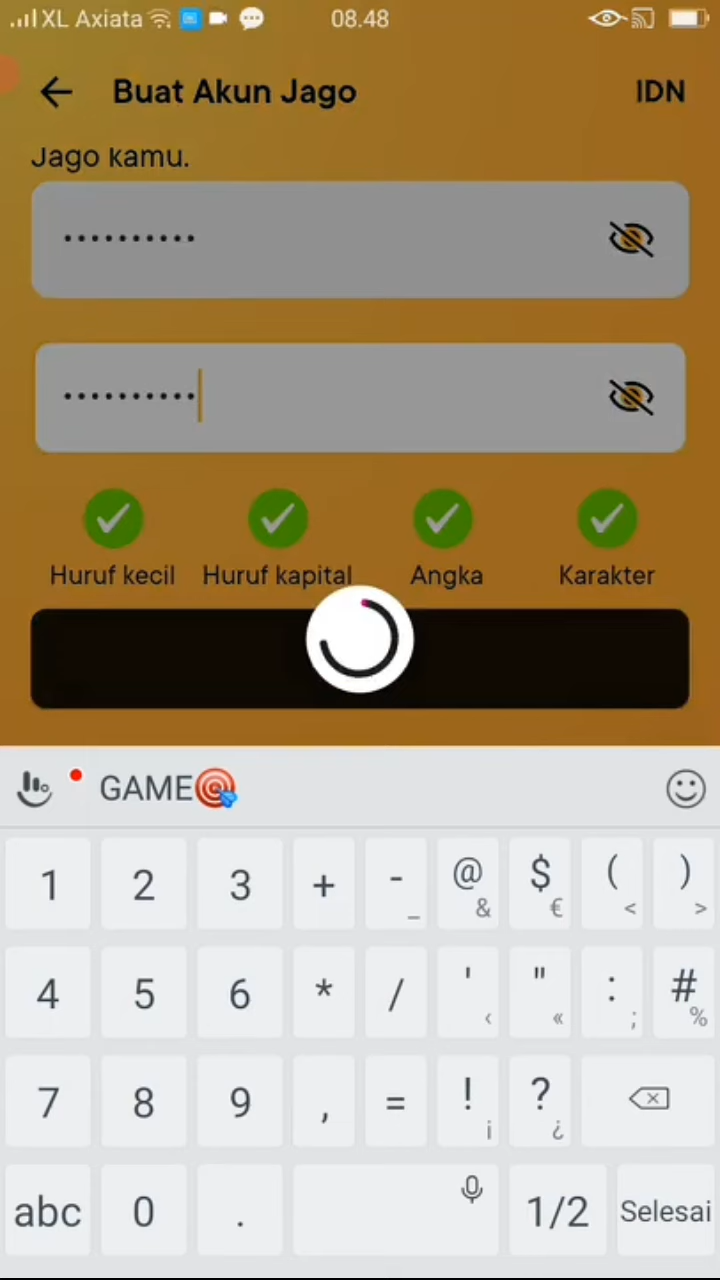 XL Axiata 08.48
Buat Akun Jago IDN
Jago kamu.
••••••••••
••••••••••
Huruf kecil Huruf kapital Angka Karakter
GAME
1 2 3 + - _ @ & $ € ( < ) >
4 5 6 * / ' ‹ " « : ; # %
7 8 9 , = ! ¡ ? ¿
abc 0 . 1/2 Selesai